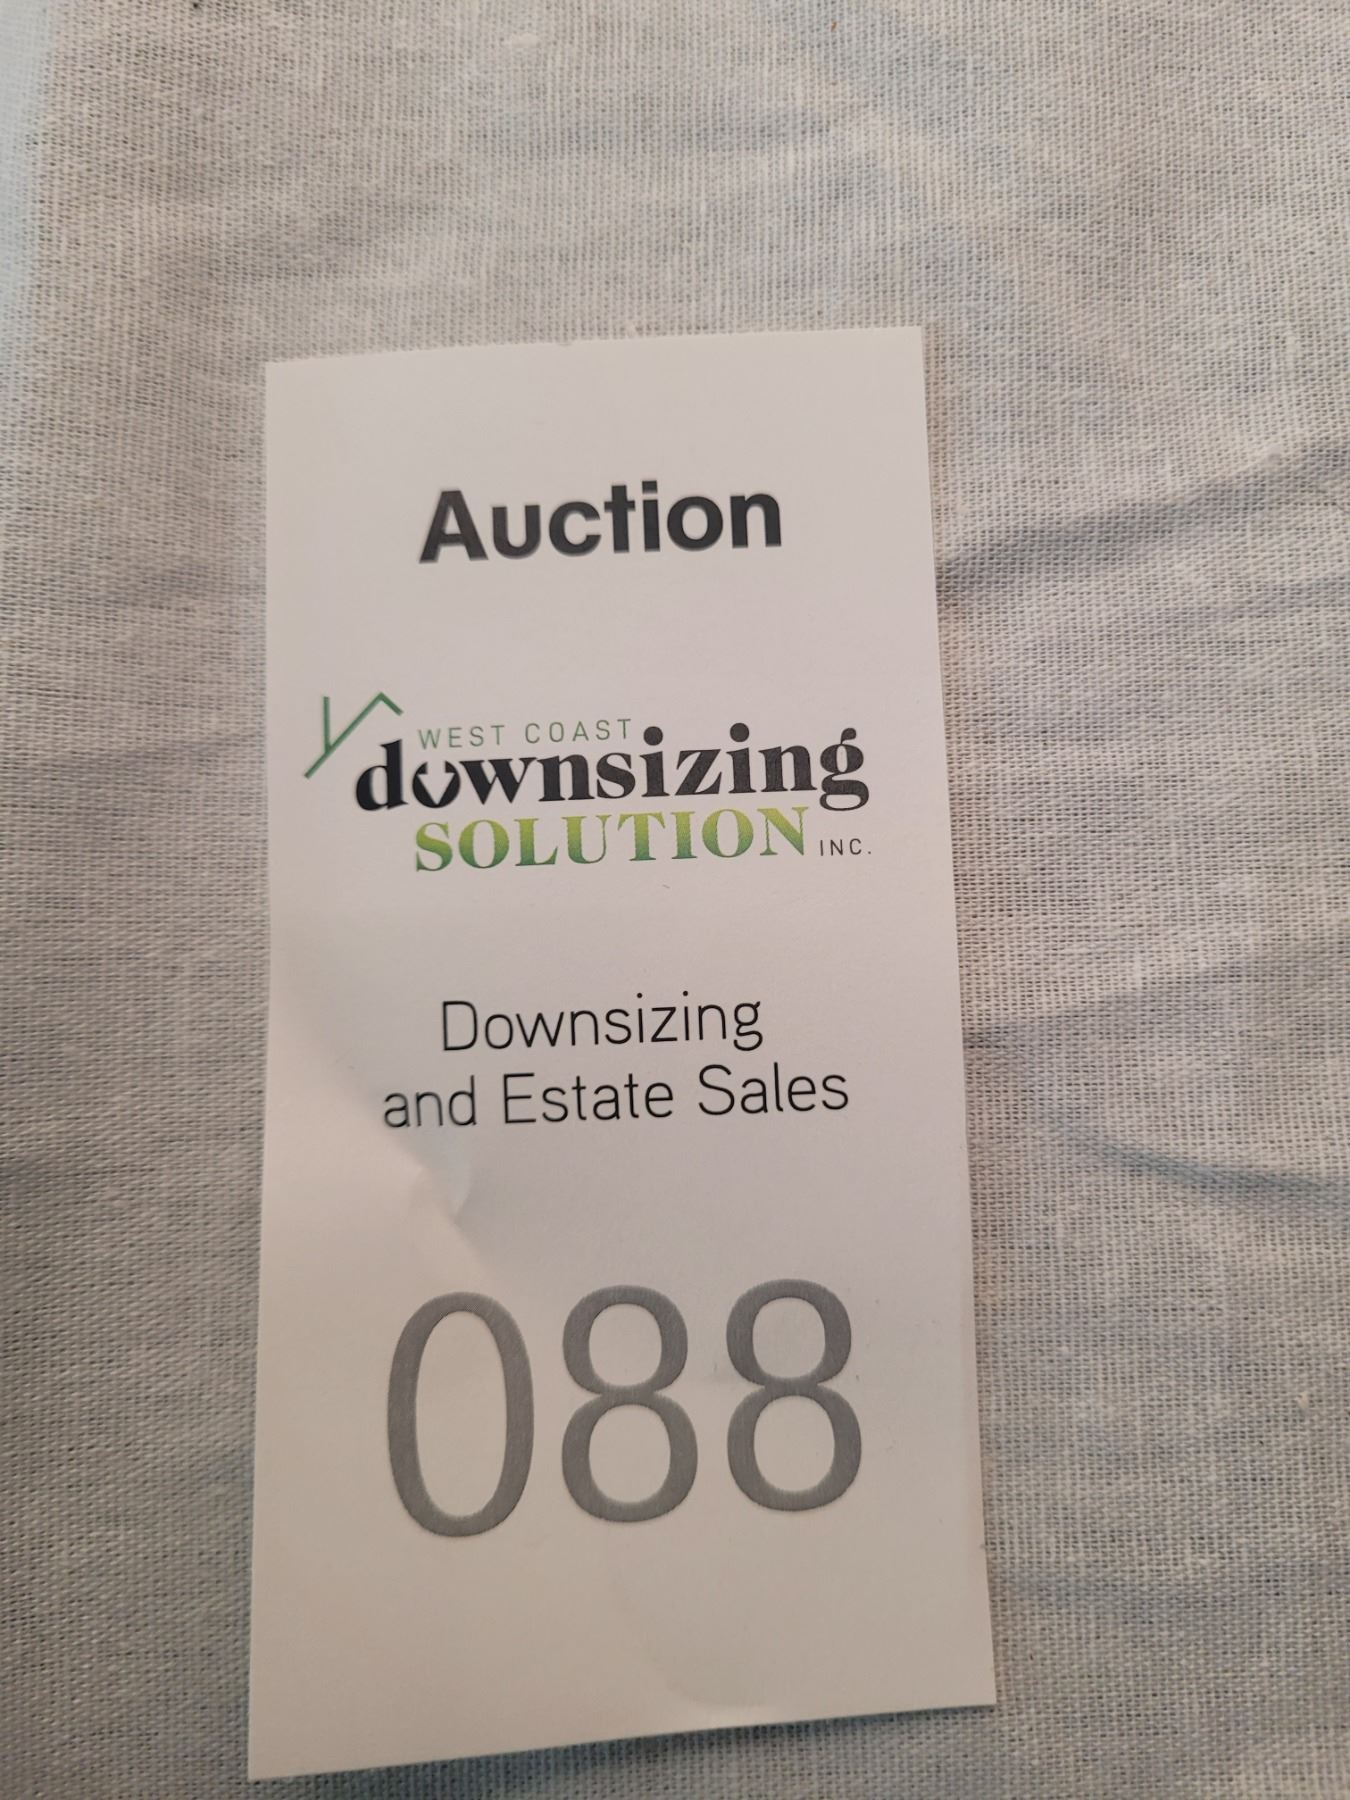 Auction
WEST COAST
downsizing
SOLUTION INC.
Downsizing
and Estate Sales
088